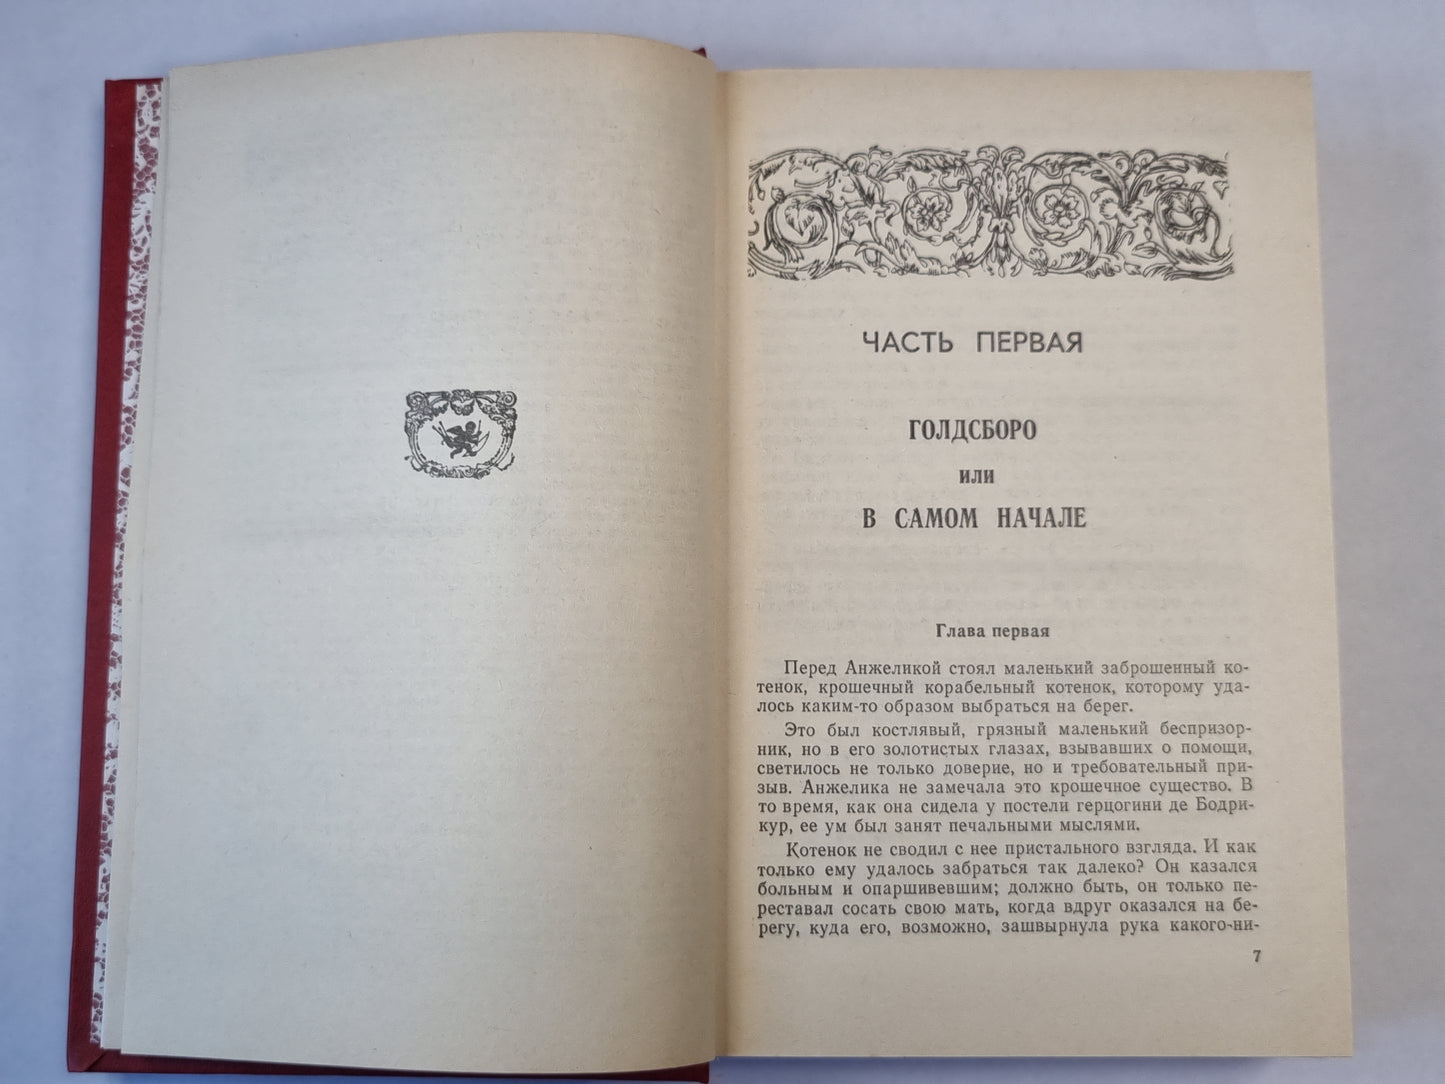 ЧАСТЬ ПЕРВАЯ
ГОЛДСБОРО
или
В САМОМ НАЧАЛЕ
Глава первая
Перед Анжеликой стоял маленький заброшенный ко-
тенок, крошечный корабельный котенок, которому уда-
лось каким-то образом выбраться на берег.
Это был костлявый, грязный маленький беспризор-
ник, но в его золотистых глазах, взывавших о помощи,
светилось не только доверие, но и требовательный при-
зыв. Анжелика не замечала это крошечное существо. В
то время, как она сидела у постели герцогини де Бодри-
кур, ее ум был занят печальными мыслями.
Котенок не сводил с нее пристального взгляда. И как
только ему удалось забраться так далеко? Он казался
больным и опаршивевшим; должно быть, он только пе-
реставал сосать свою мать, когда вдруг оказался на бе-
регу, куда его, возможно, зашвырнула рука какого-ни-
7